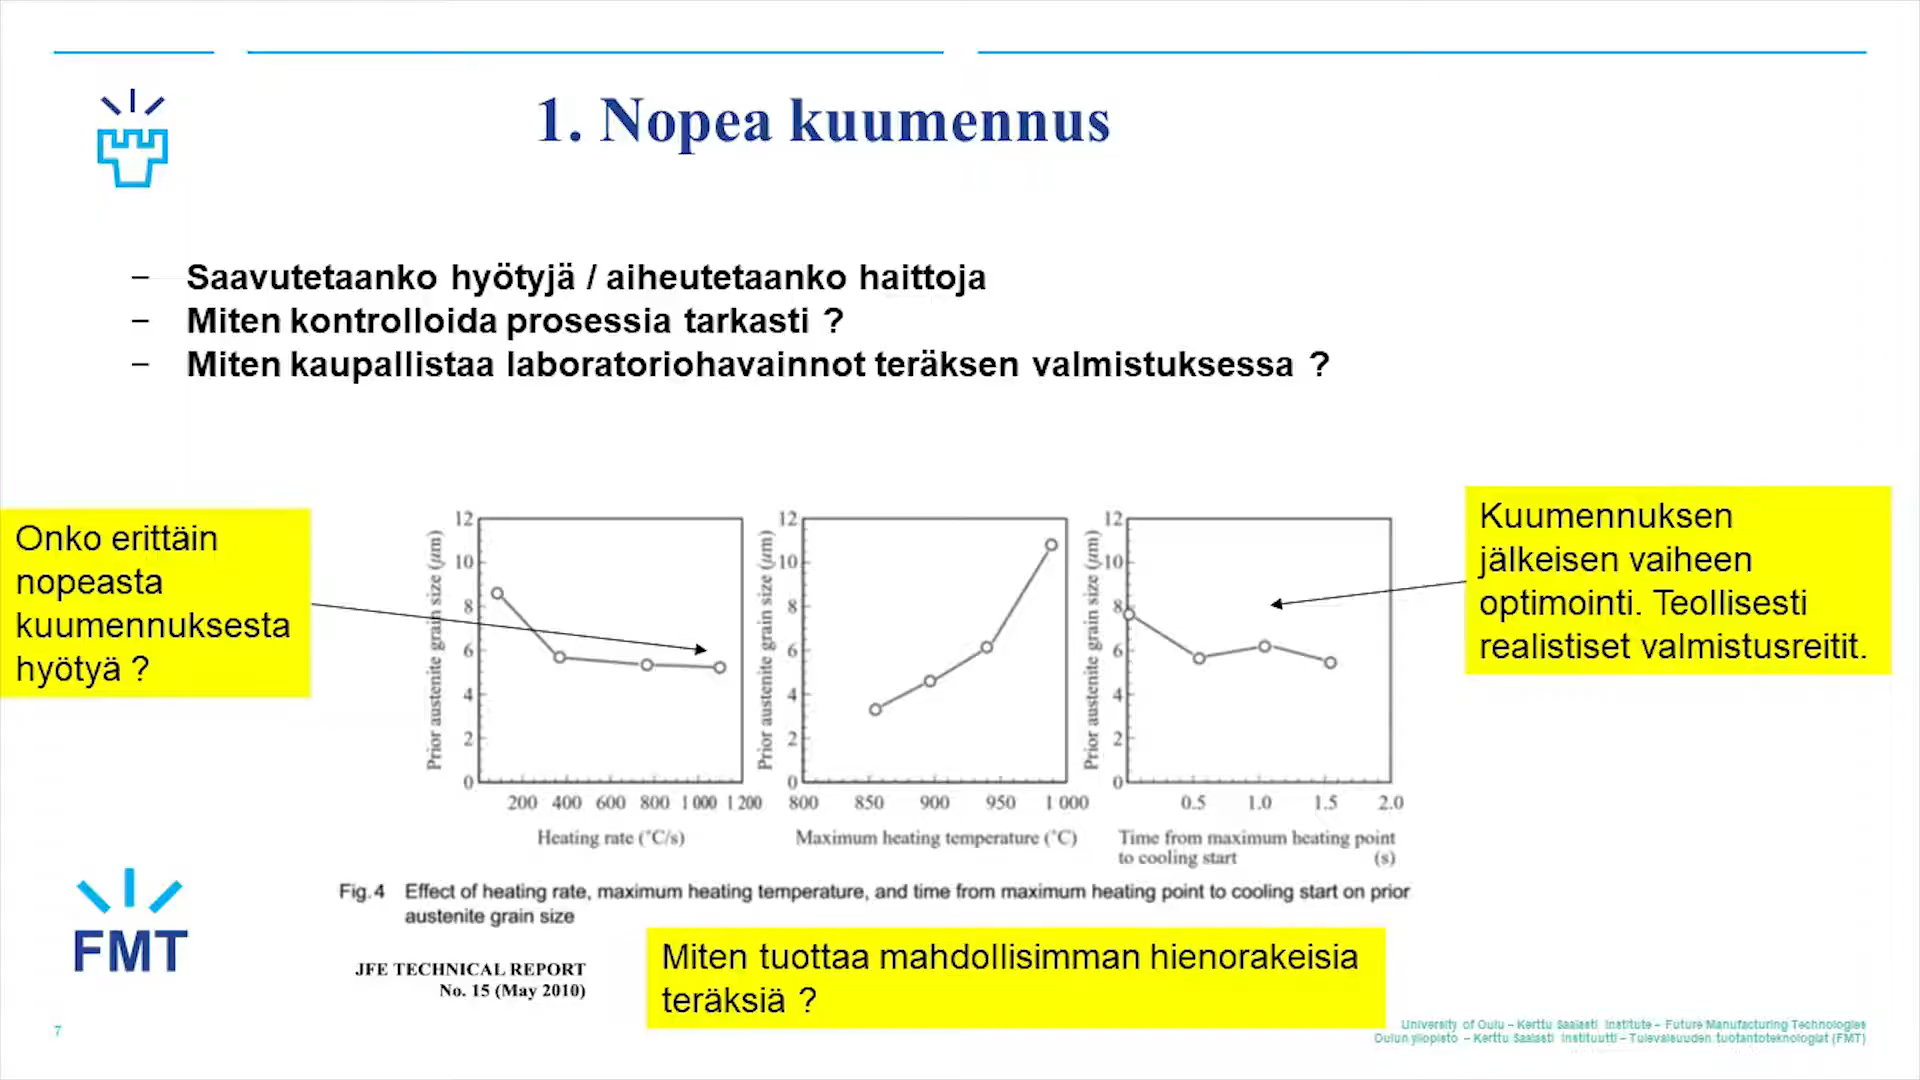 1. Nopea kuumennus
– Saavutetaanko hyötyjä / aiheutetaanko haittoja
– Miten kontrolloida prosessia tarkasti ?
– Miten kaupallistaa laboratoriohavainnot teräksen valmistuksessa ?
Onko erittäin
nopeasta
kuumennuksesta
hyötyä ?
Kuumennuksen
jälkeisen vaiheen
optimointi. Teollisesti
realistiset valmistusreitit.
Prior austenite grain size (μm)
12
10
8
6
4
2
0
200 400 600 800 1 000 1 200
Heating rate (˚C/s)
Prior austenite grain size (μm)
12
10
8
6
4
2
0
800 850 900 950 1 000
Maximum heating temperature (˚C)
Prior austenite grain size (μm)
12
10
8
6
4
2
0
0.5 1.0 1.5 2.0
Time from maximum heating point
to cooling start (s)
Fig. 4 Effect of heating rate, maximum heating temperature, and time from maximum heating point to cooling start on prior
austenite grain size
FMT
JFE TECHNICAL REPORT
No. 15 (May 2010)
Miten tuottaa mahdollisimman hienorakeisia
teräksiä ?
7
University of Oulu – Kerttu Saalasti Institute – Future Manufacturing Technologies
Oulun yliopisto – Kerttu Saalasti Instituutti – Tulevaisuuden tuotantoteknologiat (FMT)